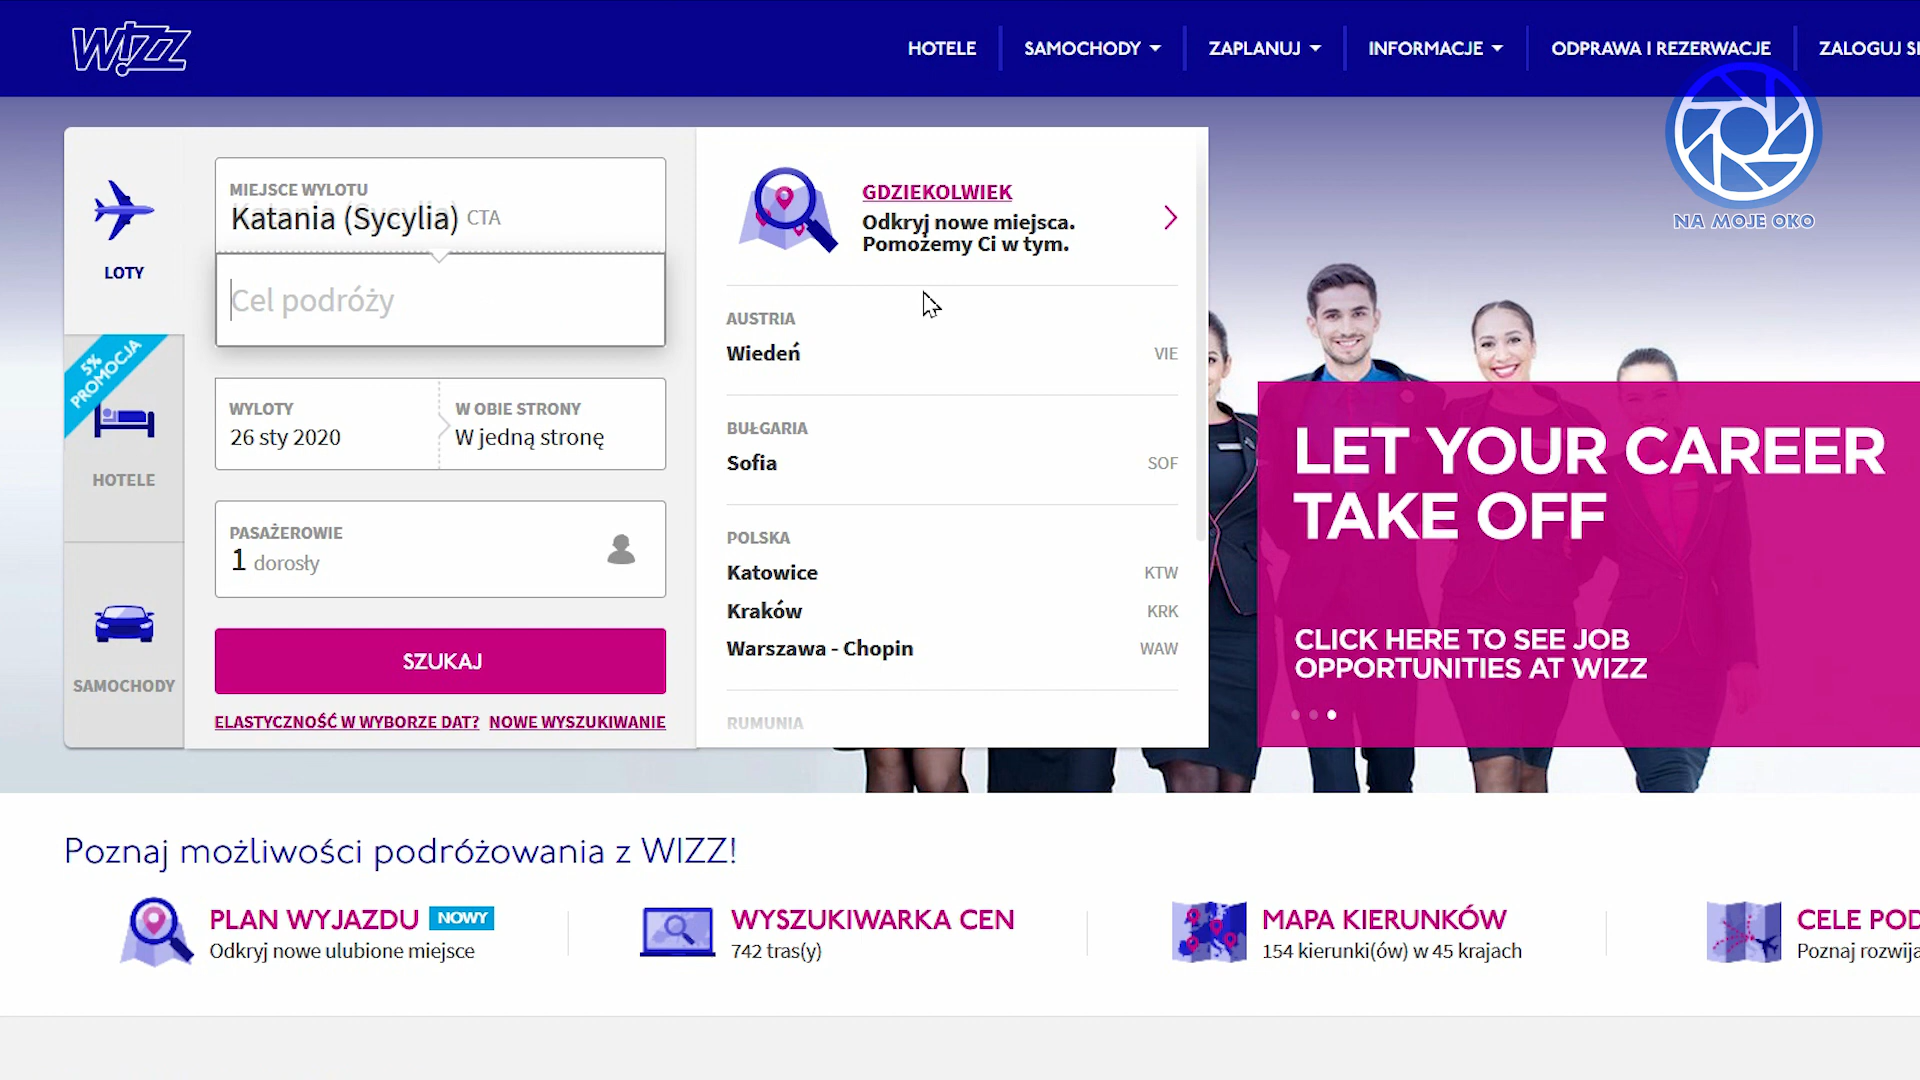 WIZZ
HOTELE
SAMOCHODY
ZAPLANUJ
INFORMACJE
ODPRAWA I REZERWACJE
ZALOGUJ SI
NA MOJE OKO
LOTY
5%
PROMOCJA
HOTELE
SAMOCHODY
MIEJSCE WYLOTU
Katania (Sycylia) CTA
Cel podróży
WYLOTY
26 sty 2020
W OBIE STRONY
W jedną stronę
PASAŻEROWIE
1 dorosły
SZUKAJ
ELASTYCZNOŚĆ W WYBORZE DAT? NOWE WYSZUKIWANIE
GDZIEKOLWIEK
Odkryj nowe miejsca.
Pomożemy Ci w tym.
AUSTRIA
Wiedeń VIE
BUŁGARIA
Sofia SOF
POLSKA
Katowice KTW
Kraków KRK
Warszawa - Chopin WAW
RUMUNIA
LET YOUR CAREER
TAKE OFF
CLICK HERE TO SEE JOB
OPPORTUNITIES AT WIZZ
Poznaj możliwości podróżowania z WIZZ!
PLAN WYJAZDU NOWY
Odkryj nowe ulubione miejsce
WYSZUKIWARKA CEN
742 tras(y)
MAPA KIERUNKÓW
154 kierunki(ów) w 45 krajach
CELE POD
Poznaj rozwija